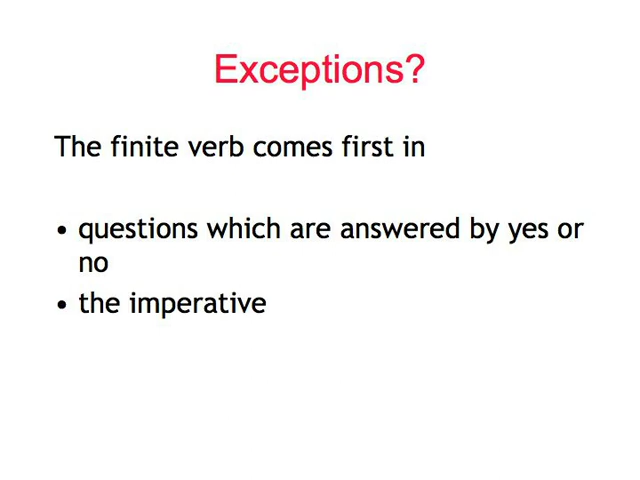 Exceptions?
The finite verb comes first in
• questions which are answered by yes or
no
• the imperative